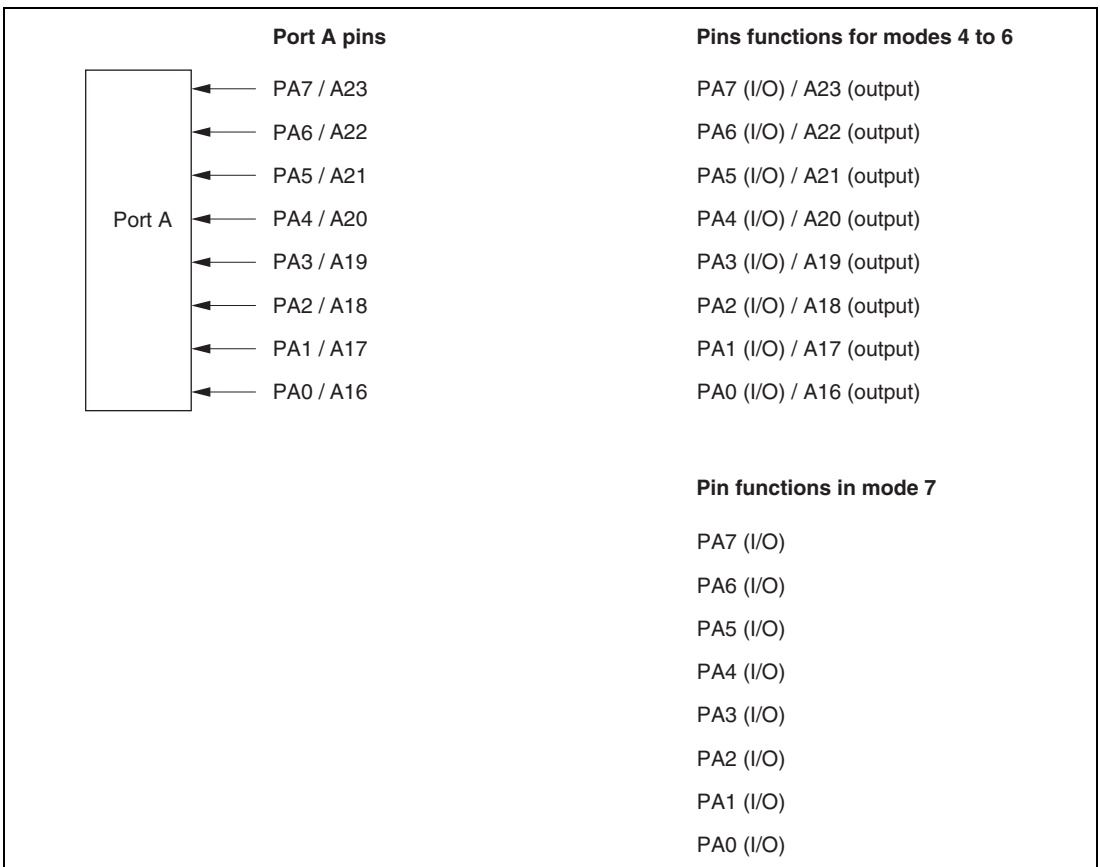 Port A pins
Pins functions for modes 4 to 6
Port A
PA7 / A23
PA7 (I/O) / A23 (output)
PA6 / A22
PA6 (I/O) / A22 (output)
PA5 / A21
PA5 (I/O) / A21 (output)
PA4 / A20
PA4 (I/O) / A20 (output)
PA3 / A19
PA3 (I/O) / A19 (output)
PA2 / A18
PA2 (I/O) / A18 (output)
PA1 / A17
PA1 (I/O) / A17 (output)
PA0 / A16
PA0 (I/O) / A16 (output)
Pin functions in mode 7
PA7 (I/O)
PA6 (I/O)
PA5 (I/O)
PA4 (I/O)
PA3 (I/O)
PA2 (I/O)
PA1 (I/O)
PA0 (I/O)